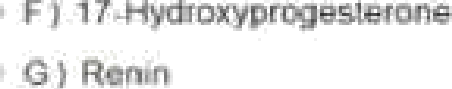 F) 17-Hydroxyprogesterone
G) Renin